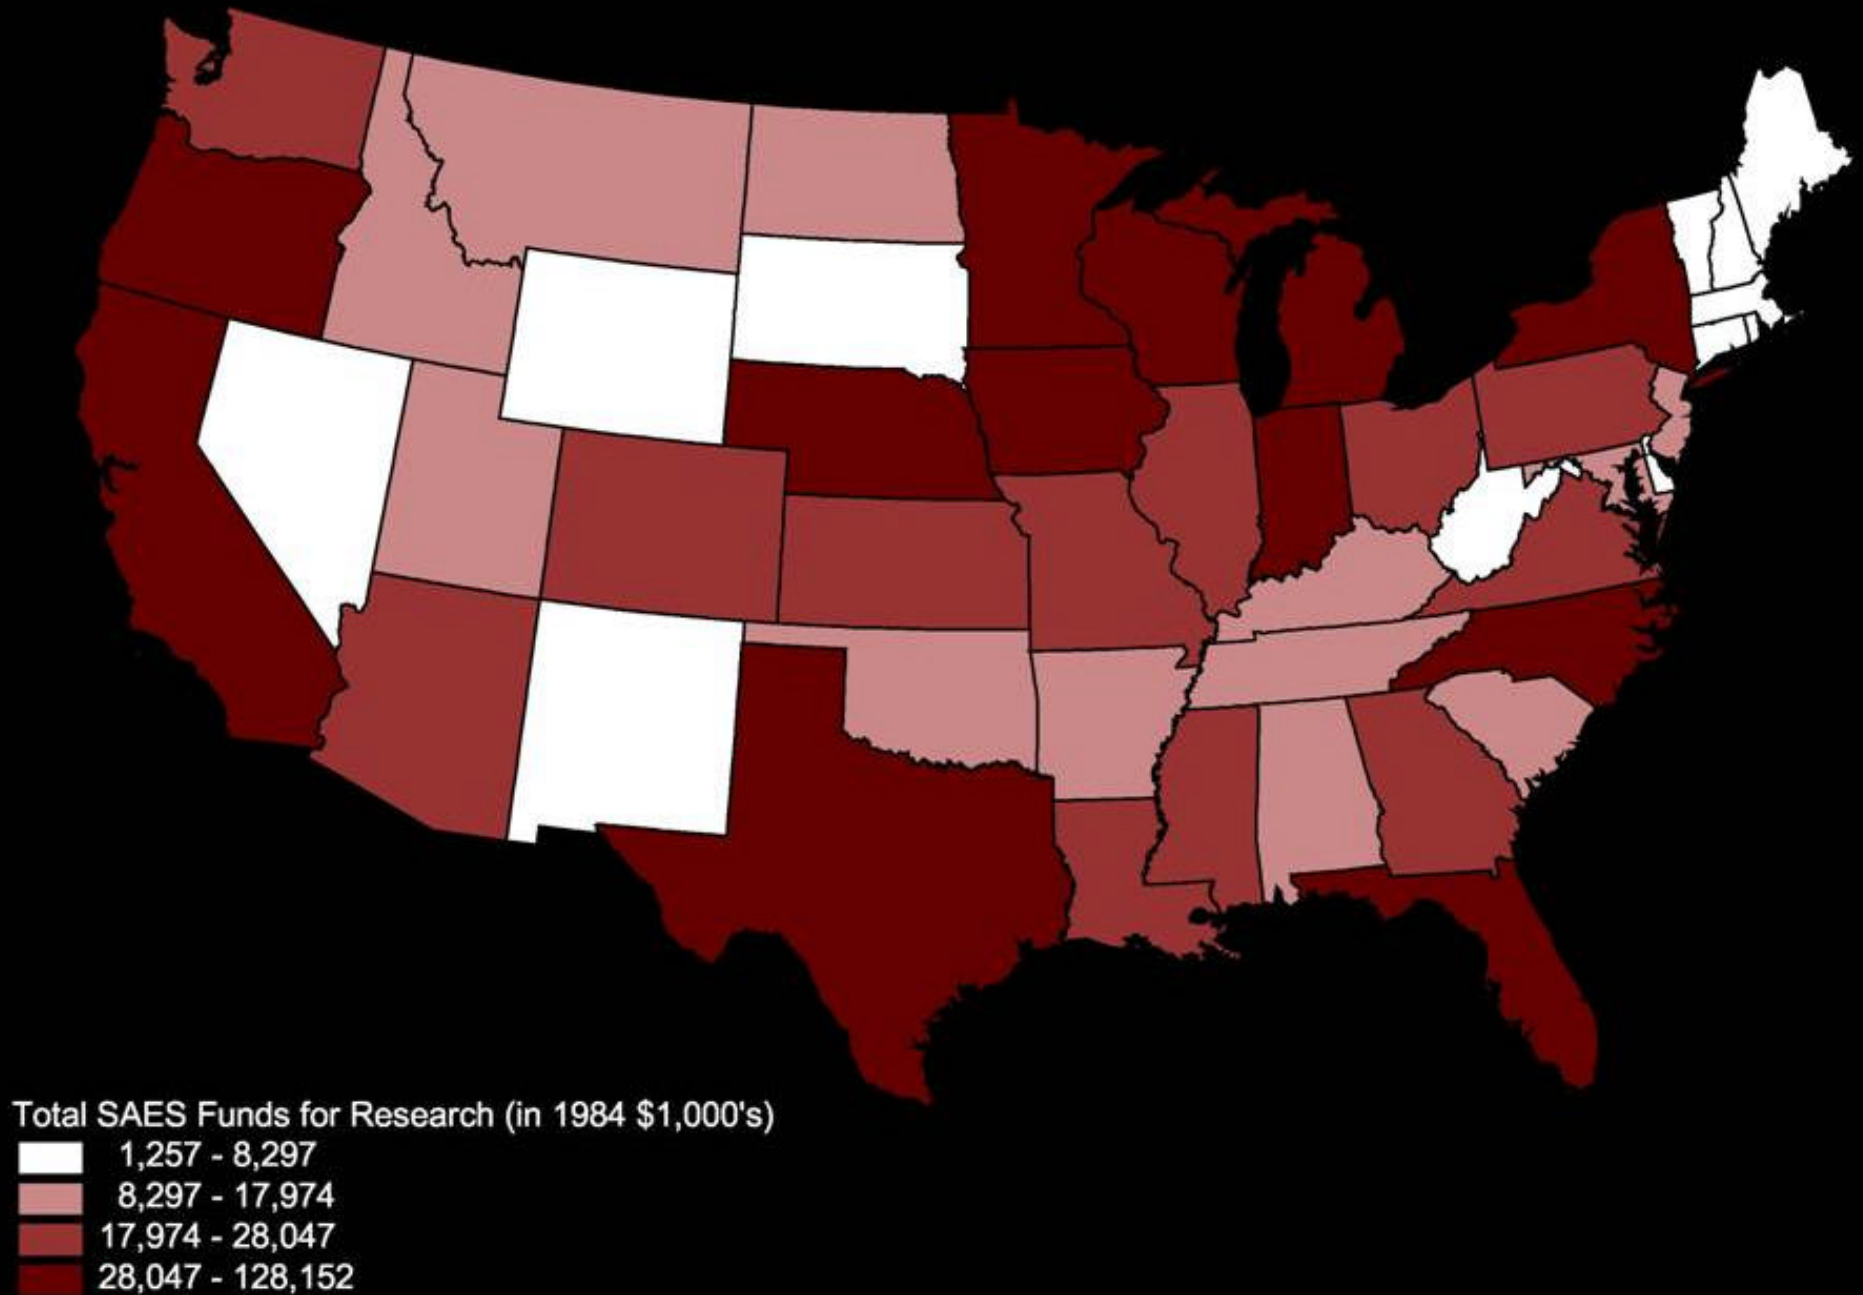 Total SAES Funds for Research (in 1984 $1,000's)
1,257 - 8,297
8,297 - 17,974
17,974 - 28,047
28,047 - 128,152